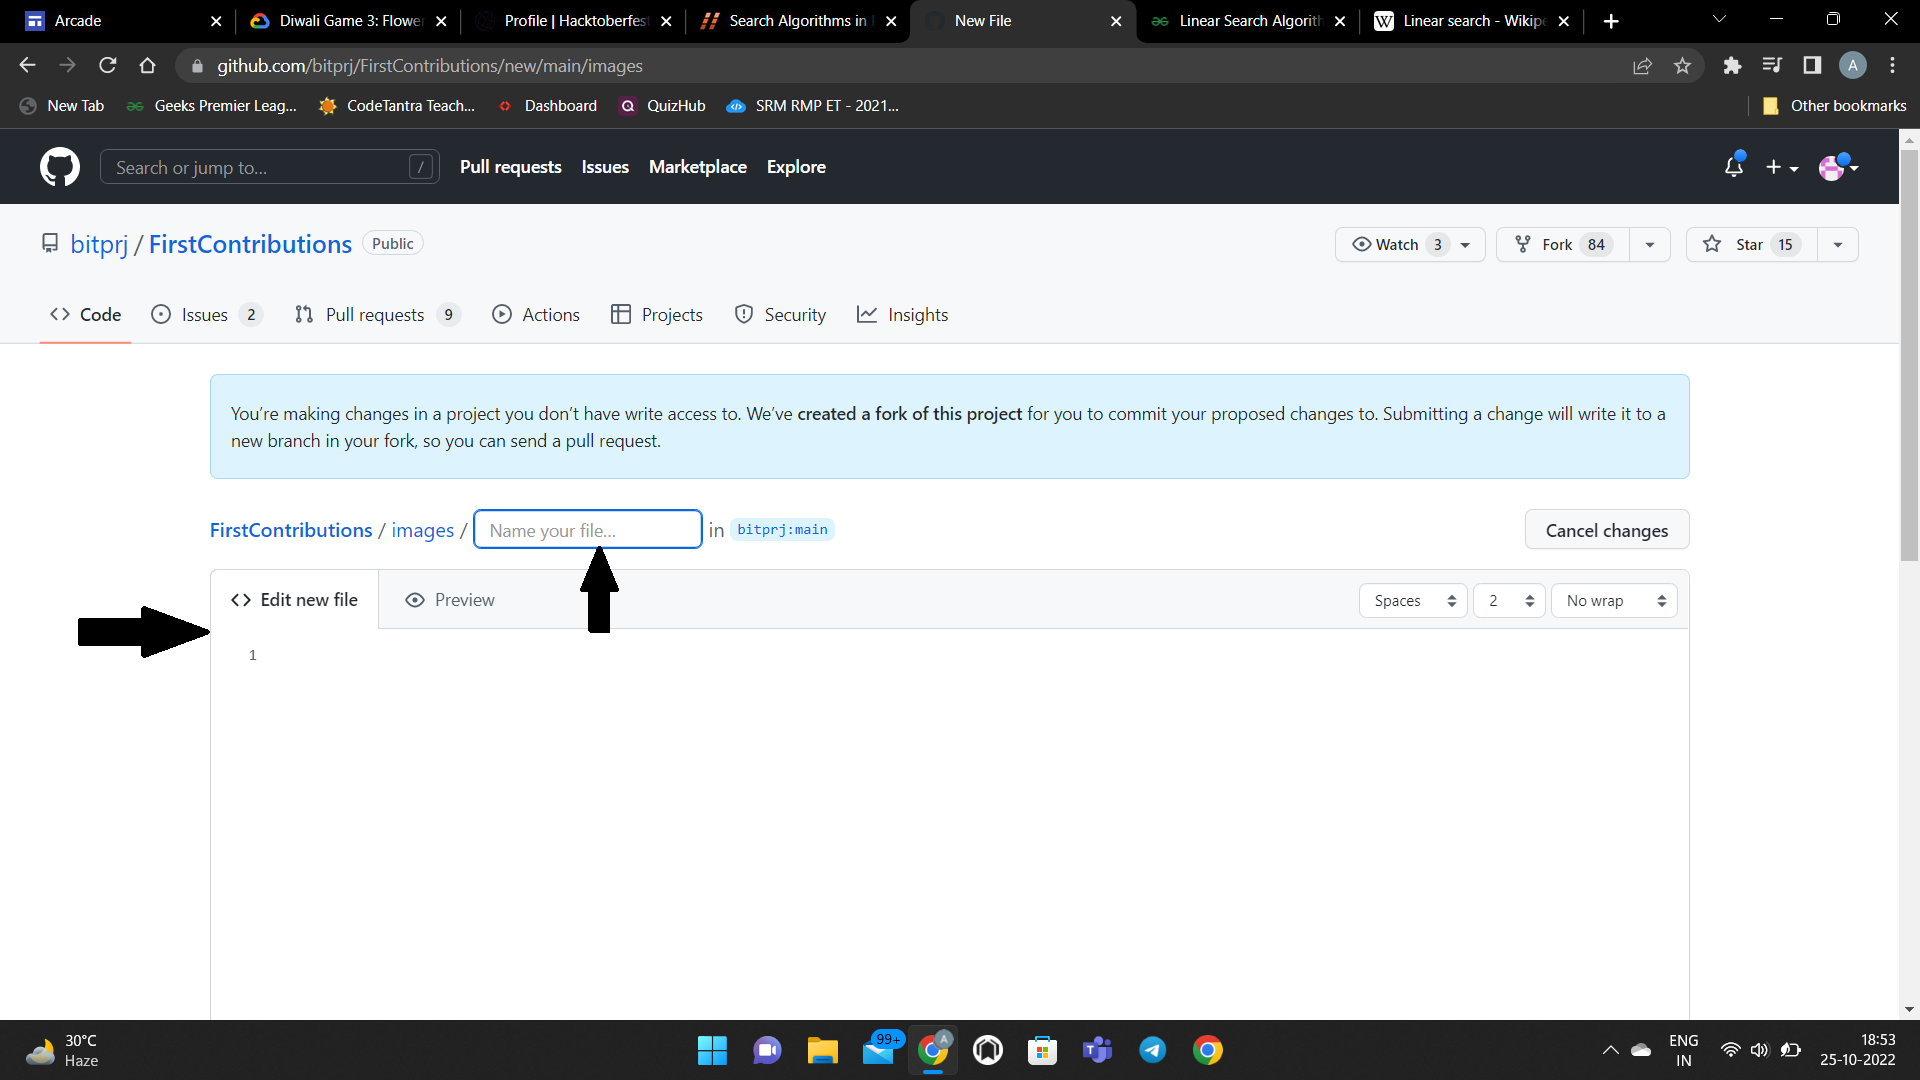 Arcade
Diwali Game 3: Flower
Profile | Hacktoberfest
Search Algorithms in
New File
Linear Search Algorith
W Linear search - Wikipe
github.com/bitprj/FirstContributions/new/main/images
A
New Tab
Geeks Premier Leag...
CodeTantra Teach...
Dashboard
Q QuizHub
SRM RMP ET - 2021...
Other bookmarks
Search or jump to... /
Pull requests Issues Marketplace Explore
bitprj / FirstContributions Public
Watch 3
Fork 84
Star 15
Code
Issues 2
Pull requests 9
Actions
Projects
Security
Insights
You're making changes in a project you don't have write access to. We've created a fork of this project for you to commit your proposed changes to. Submitting a change will write it to a
new branch in your fork, so you can send a pull request.
FirstContributions / images / Name your file... in bitprj:main
Cancel changes
Edit new file
Preview
Spaces
2
No wrap
1
30°C
Haze
99+
A
ENG
IN
18:53
25-10-2022